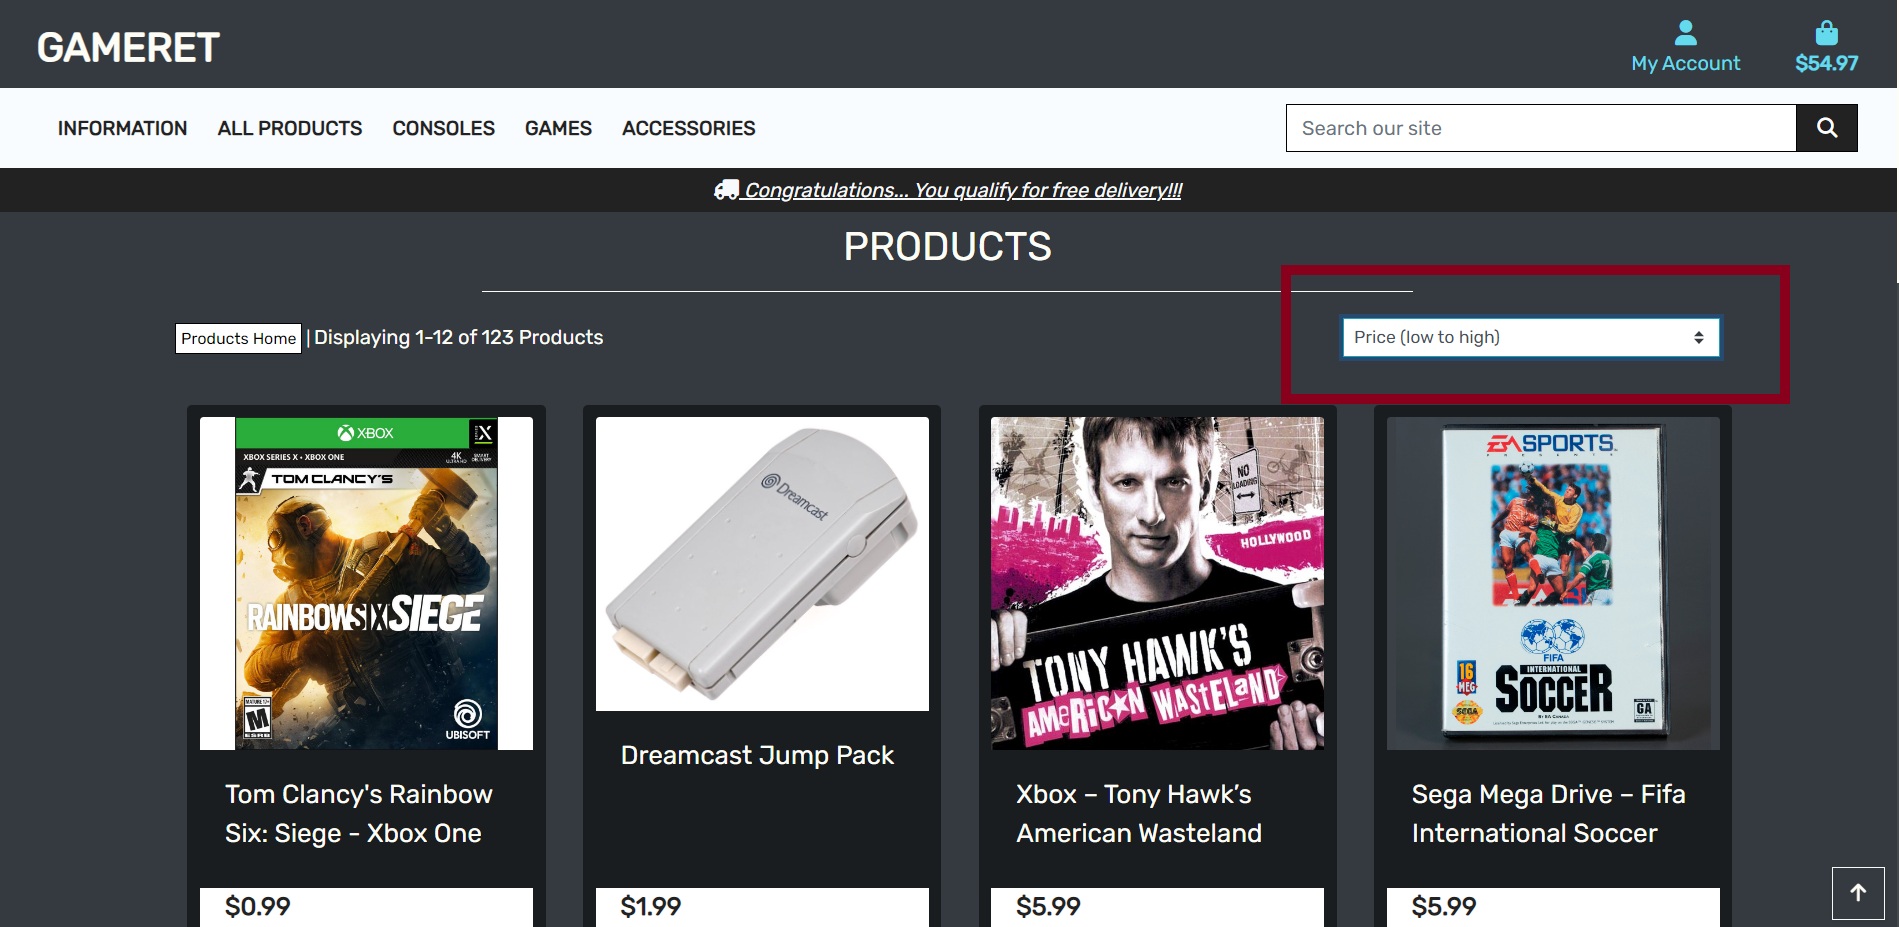 GAMERET
My Account
$54.97
INFORMATION ALL PRODUCTS CONSOLES GAMES ACCESSORIES
Search our site
Congratulations... You qualify for free delivery!!!
PRODUCTS
Products Home | Displaying 1-12 of 123 Products
Price (low to high)
XBOX
X
XBOX SERIES X • XBOX ONE
4K
TOM CLANCY'S
RAINBOWSIX SIEGE
M
ESRB
UBISOFT
Dreamcast
NO
LOADING
HOLLYWOOD
TONY HAWK'S
AMERICAN WASTELAND
EA SPORTS
FIFA
INTERNATIONAL
SOCCER
16
MEG
SEGA
GA
Tom Clancy's Rainbow
Six: Siege - Xbox One
Dreamcast Jump Pack
Xbox – Tony Hawk’s
American Wasteland
Sega Mega Drive – Fifa
International Soccer
$0.99
$1.99
$5.99
$5.99